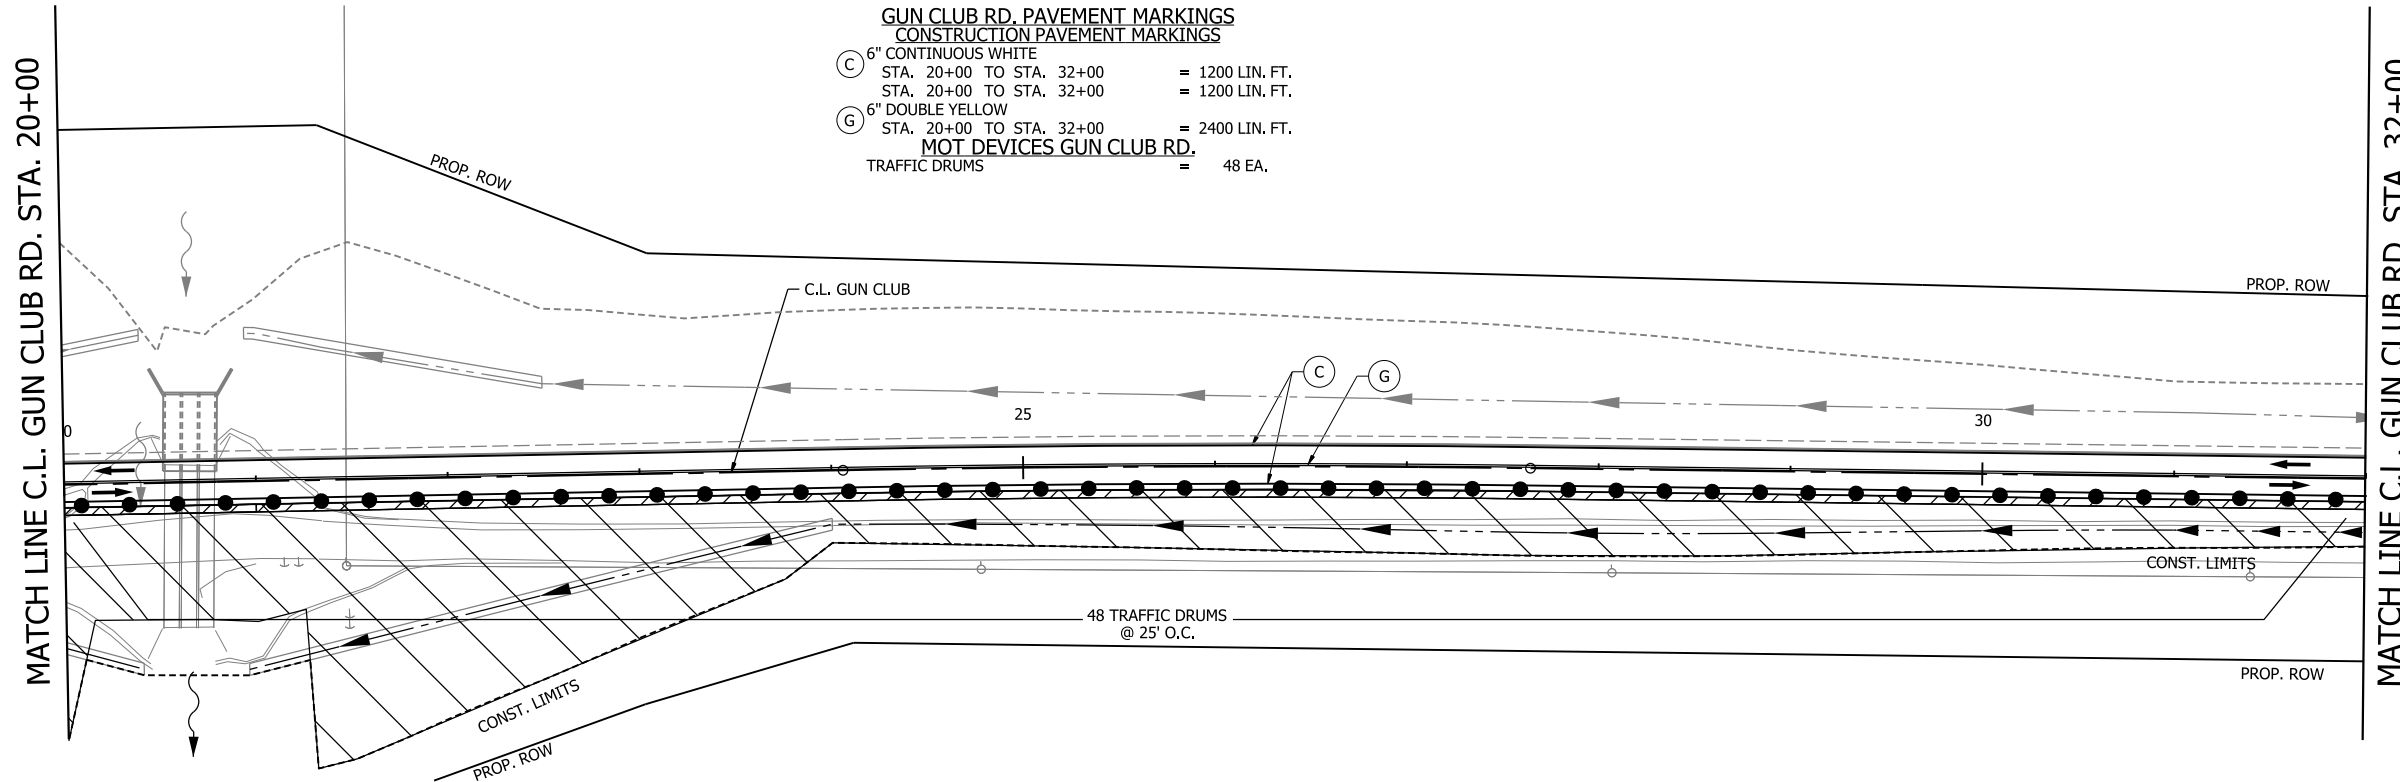 GUN CLUB RD. PAVEMENT MARKINGS
CONSTRUCTION PAVEMENT MARKINGS
C 6" CONTINUOUS WHITE
STA. 20+00 TO STA. 32+00 = 1200 LIN. FT.
STA. 20+00 TO STA. 32+00 = 1200 LIN. FT.
G 6" DOUBLE YELLOW
STA. 20+00 TO STA. 32+00 = 2400 LIN. FT.
MOT DEVICES GUN CLUB RD.
TRAFFIC DRUMS = 48 EA.
MATCH LINE C.L. GUN CLUB RD. STA. 20+00
MATCH LINE C.L. GUN CLUB RD. STA. 32+00
PROP. ROW
PROP. ROW
C.L. GUN CLUB
C
G
25
30
0
CONST. LIMITS
48 TRAFFIC DRUMS
@ 25' O.C.
PROP. ROW
CONST. LIMITS
PROP. ROW